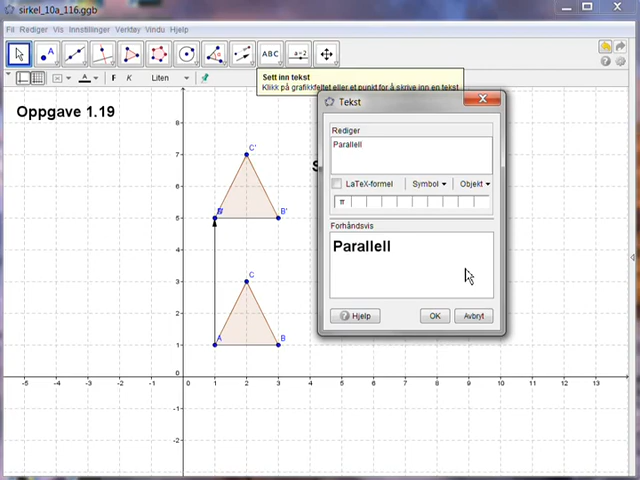 sirkel_10a_116.ggb
Fil Rediger Vis Innstillinger Verktøy Vindu Hjelp
A ABC a=2
F K Liten
Sett inn tekst
Klikk på grafikkfeltet eller et punkt for å skrive inn en tekst
Oppgave 1.19
Tekst
Rediger
Parallell
LaTeX-formel Symbol Objekt
π
Forhåndsvis
Parallell
Hjelp OK Avbryt
S
C'
B'
C
A B
8
7
6
5
4
3
2
1
0
-1
-2
-5 -4 -3 -2 -1 0 1 2 3 4 5 6 7 8 9 10 11 12 13